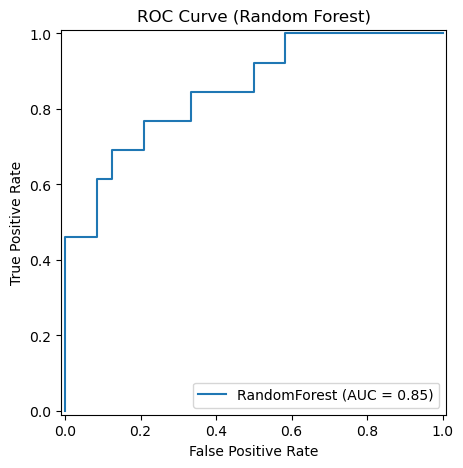 ROC Curve (Random Forest)
1.0
0.8
0.6
0.4
0.2
0.0
True Positive Rate
RandomForest (AUC = 0.85)
0.0 0.2 0.4 0.6 0.8 1.0
False Positive Rate